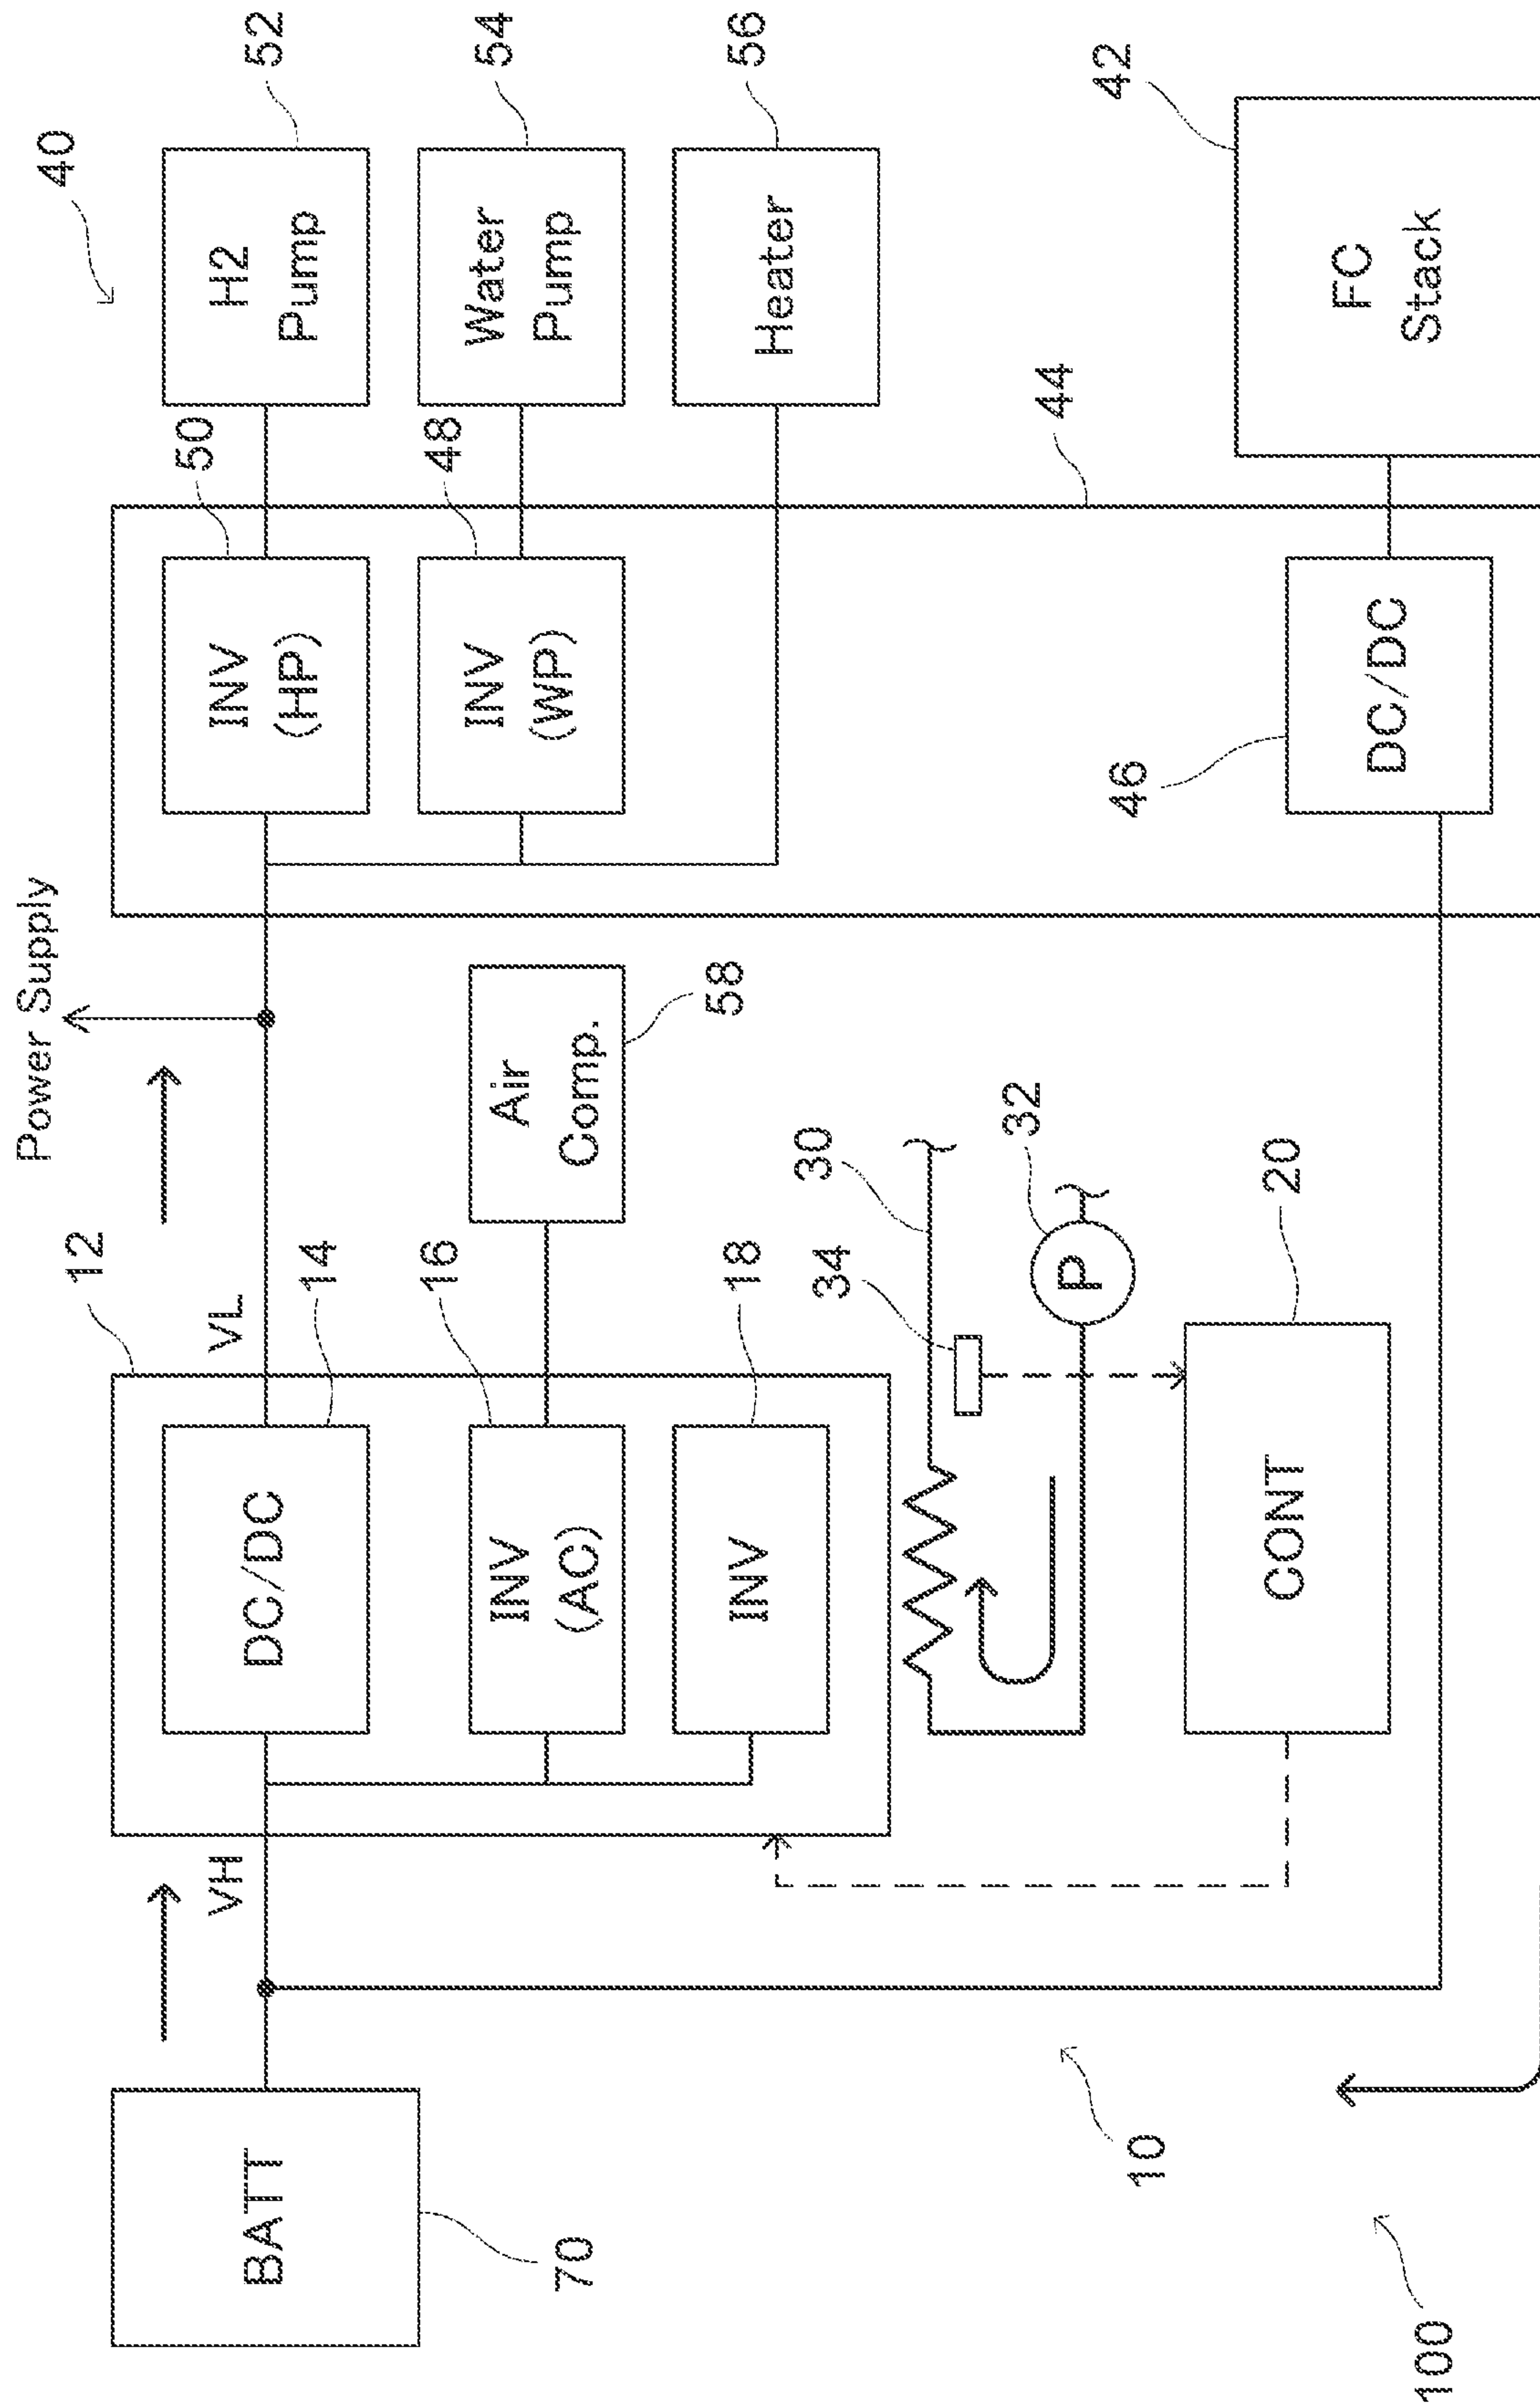 Power Supply
40
12
VL
14
50
H2
Pump
52
BATT
70
VH
DC/DC
INV
(HP)
16
INV
(AC)
Air
Comp.
58
48
INV
(WP)
Water
Pump
54
18
INV
Heater
56
34
30
32
P
44
CONT
20
46
DC/DC
42
FC
Stack
10
100